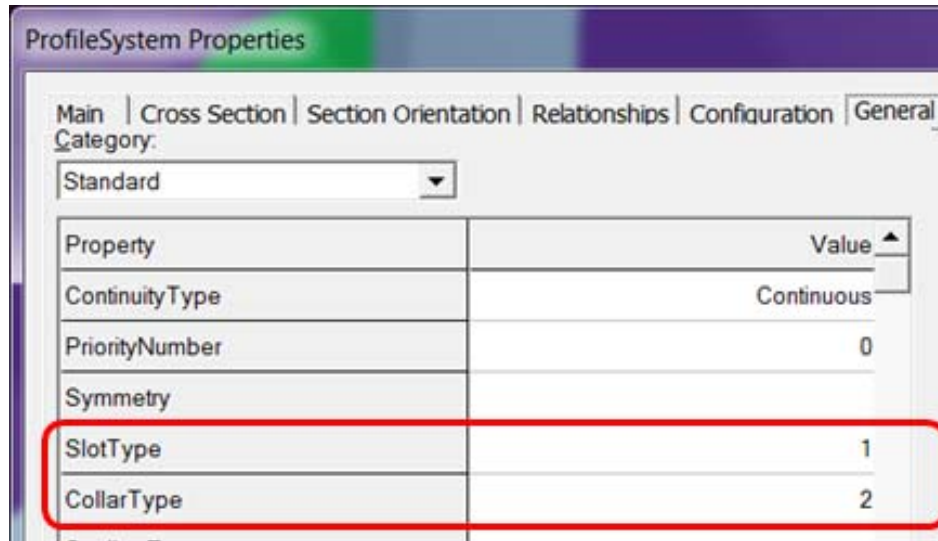 ProfileSystem Properties
Main Cross Section Section Orientation Relationships Configuration General
Category:
Standard
Property Value
ContinuityType Continuous
PriorityNumber 0
Symmetry
SlotType 1
CollarType 2